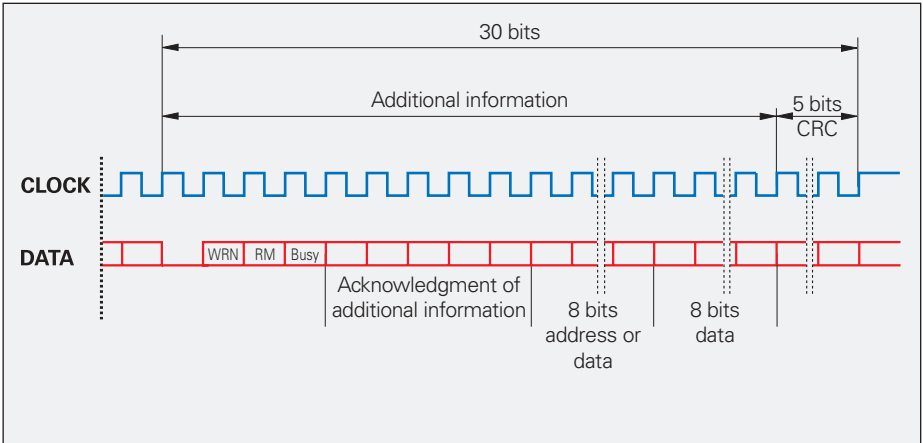 30 bits
Additional information
5 bits
CRC
CLOCK
DATA
WRN RM Busy
Acknowledgment of
additional information
8 bits
address or
data
8 bits
data